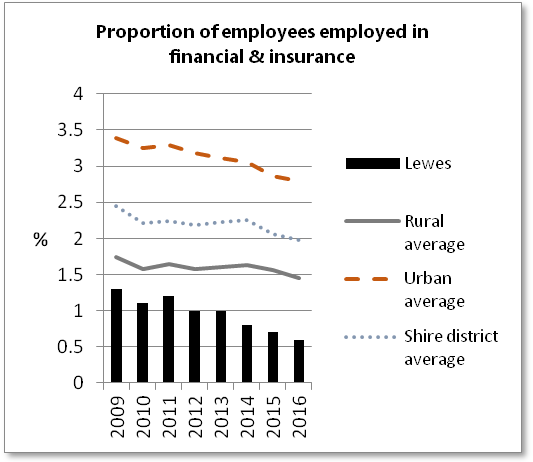 Proportion of employees employed in
financial & insurance
4
3.5
3
2.5
2
1.5
1
0.5
0
%
2009
2010
2011
2012
2013
2014
2015
2016
Lewes
Rural
average
Urban
average
Shire district
average